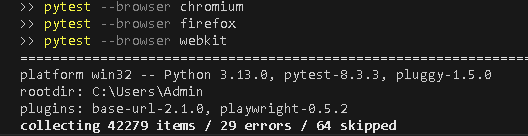 >> pytest --browser chromium
>> pytest --browser firefox
>> pytest --browser webkit
==========================================================================
platform win32 -- Python 3.13.0, pytest-8.3.3, pluggy-1.5.0
rootdir: C:\Users\Admin
plugins: base-url-2.1.0, playwright-0.5.2
collecting 42279 items / 29 errors / 64 skipped